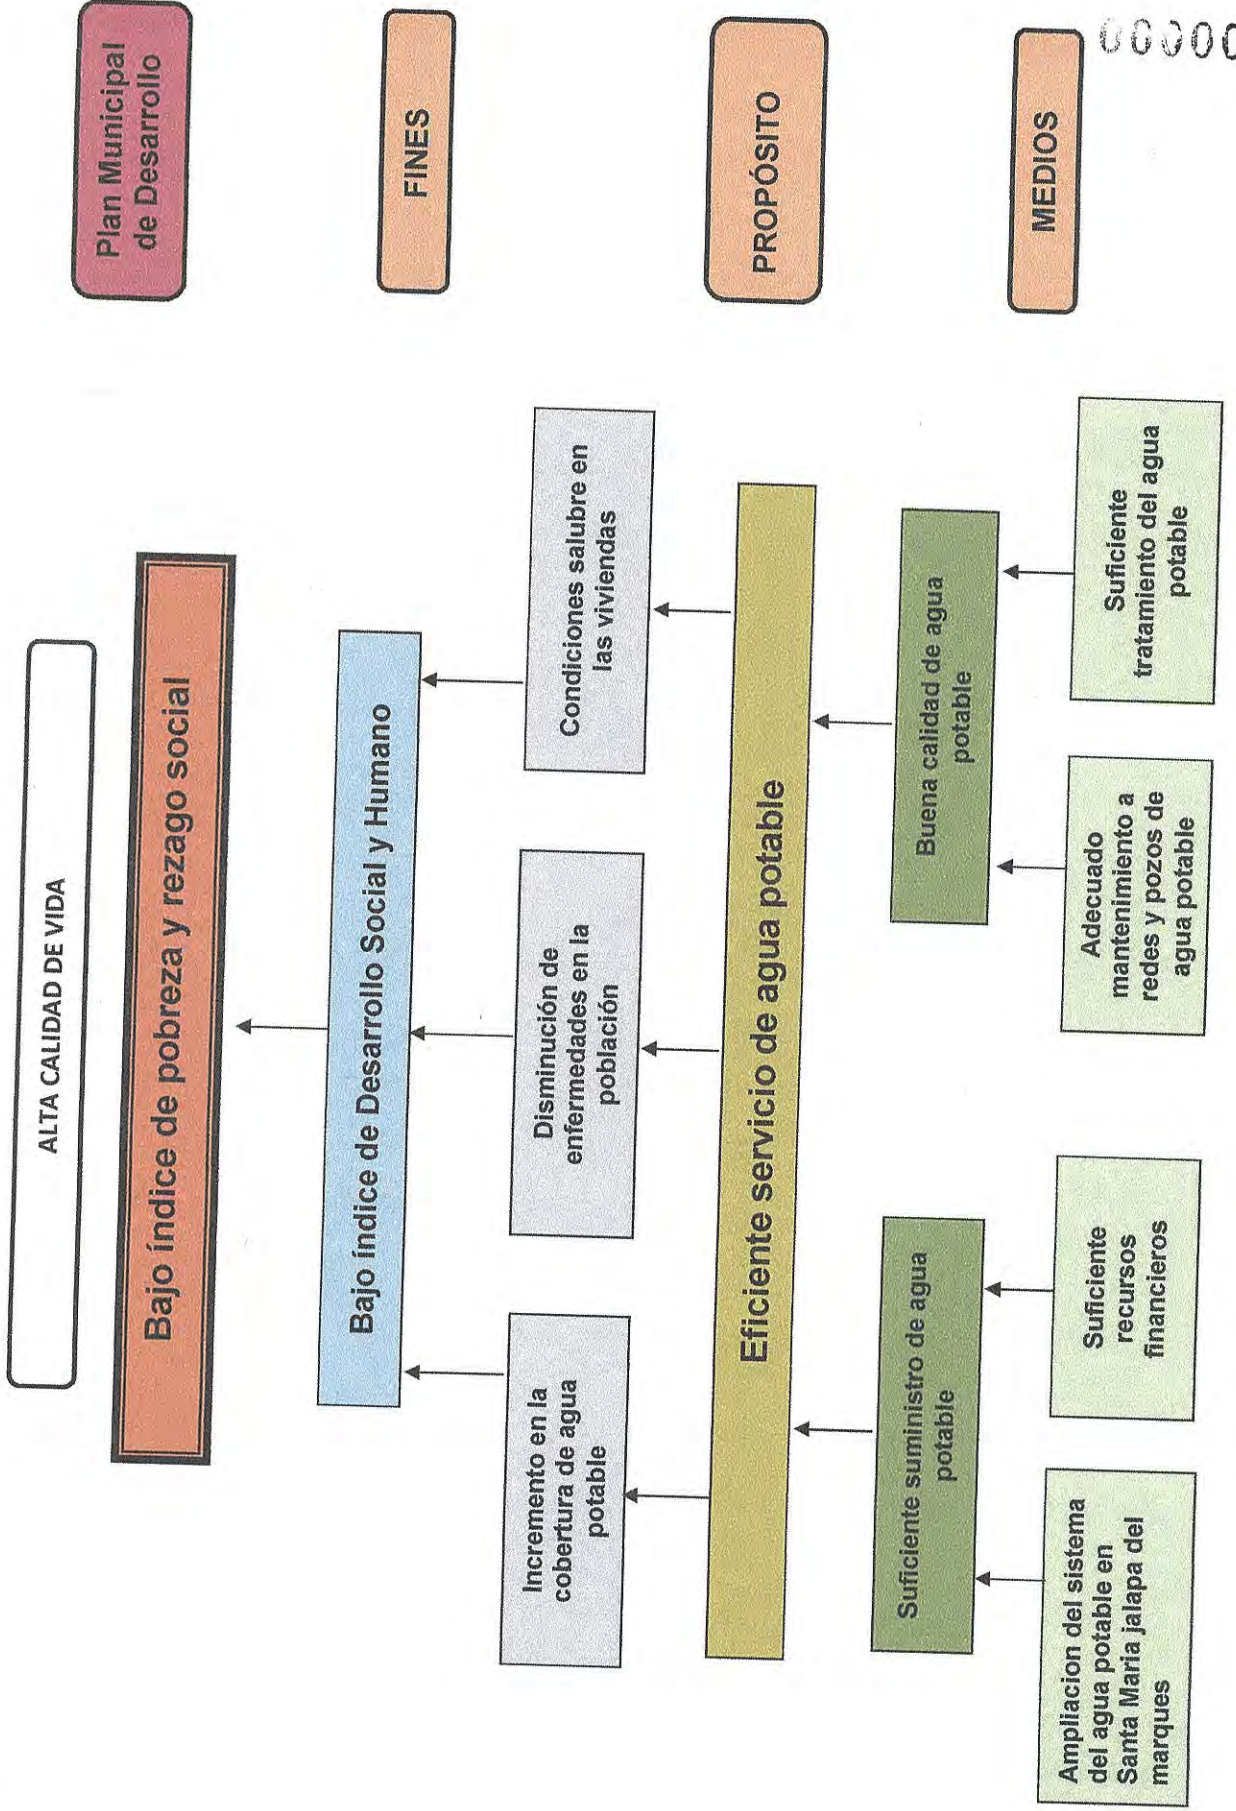 ALTA CALIDAD DE VIDA
Plan Municipal
de Desarrollo
Bajo índice de pobreza y rezago social
FINES
Bajo índice de Desarrollo Social y Humano
Incremento en la
cobertura de agua
potable
Disminución de
enfermedades en la
población
Condiciones salubre en
las viviendas
PROPÓSITO
Eficiente servicio de agua potable
Suficiente suministro de agua
potable
Buena calidad de agua
potable
MEDIOS
Ampliacion del sistema
del agua potable en
Santa Maria jalapa del
marques
Suficiente
recursos
financieros
Adecuado
mantenimiento a
redes y pozos de
agua potable
Suficiente
tratamiento del agua
potable
00000